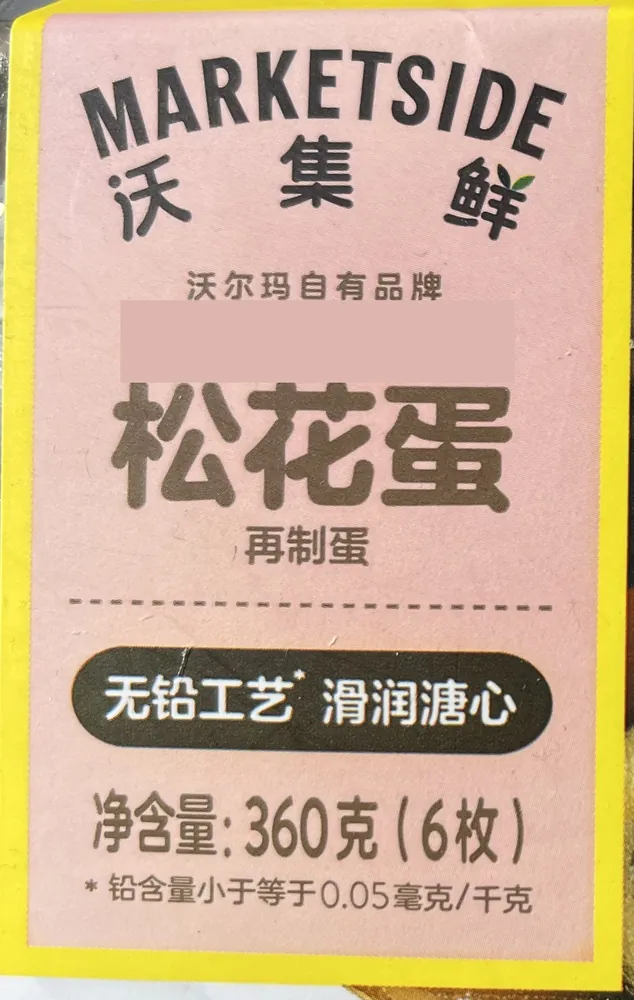 MARKETSIDE
沃集鲜
沃尔玛自有品牌
松花蛋
再制蛋
无铅工艺* 滑润溏心
净含量:360克(6枚)
* 铅含量小于等于0.05毫克/千克